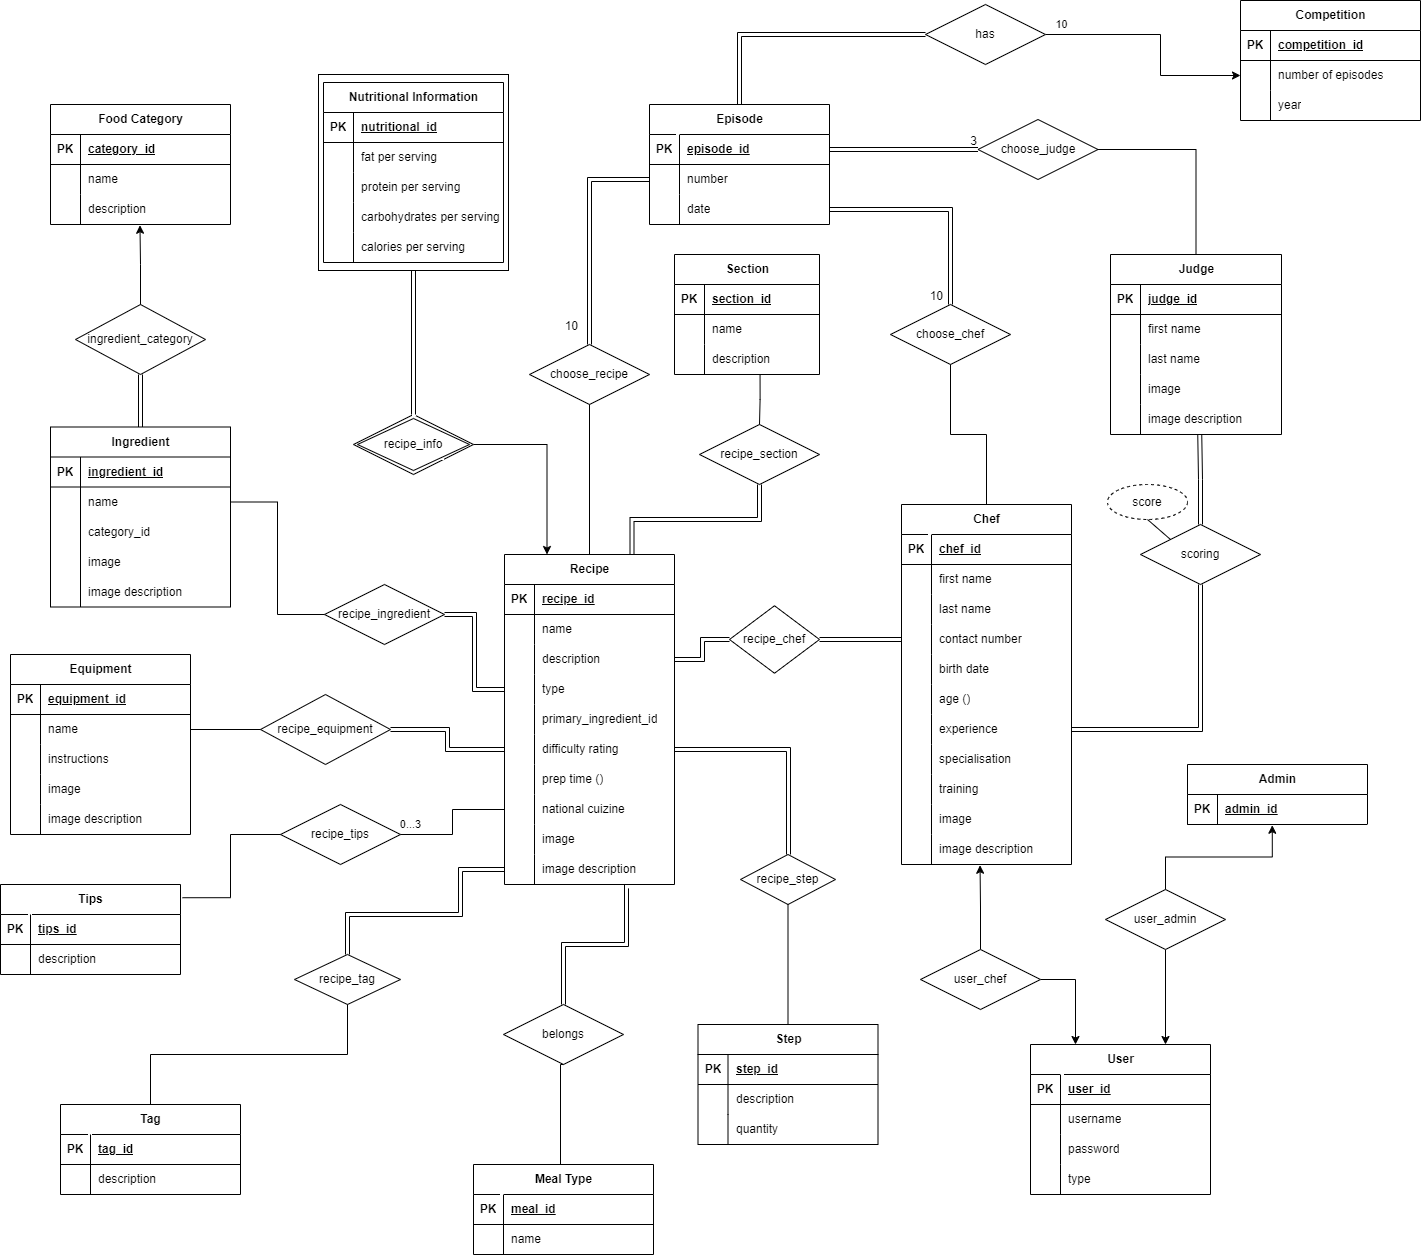 Competition
PK competition_id
number of episodes
year
has
10
Nutritional Information
PK nutritional_id
fat per serving
protein per serving
carbohydrates per serving
calories per serving
Food Category
PK category_id
name
description
Episode
PK episode_id
number
date
3
choose_judge
Section
PK section_id
name
description
Judge
PK judge_id
first name
last name
image
image description
10
choose_chef
10
choose_recipe
ingredient_category
recipe_info
recipe_section
Ingredient
PK ingredient_id
name
category_id
image
image description
score
scoring
Chef
PK chef_id
first name
last name
contact number
birth date
age ()
experience
specialisation
training
image
image description
Recipe
PK recipe_id
name
description
type
primary_ingredient_id
difficulty rating
prep time ()
national cuizine
image
image description
recipe_ingredient
recipe_chef
Equipment
PK equipment_id
name
instructions
image
image description
recipe_equipment
recipe_tips
0...3
Admin
PK admin_id
Tips
PK tips_id
description
recipe_step
user_admin
recipe_tag
user_chef
belongs
Step
PK step_id
description
quantity
User
PK user_id
username
password
type
Tag
PK tag_id
description
Meal Type
PK meal_id
name